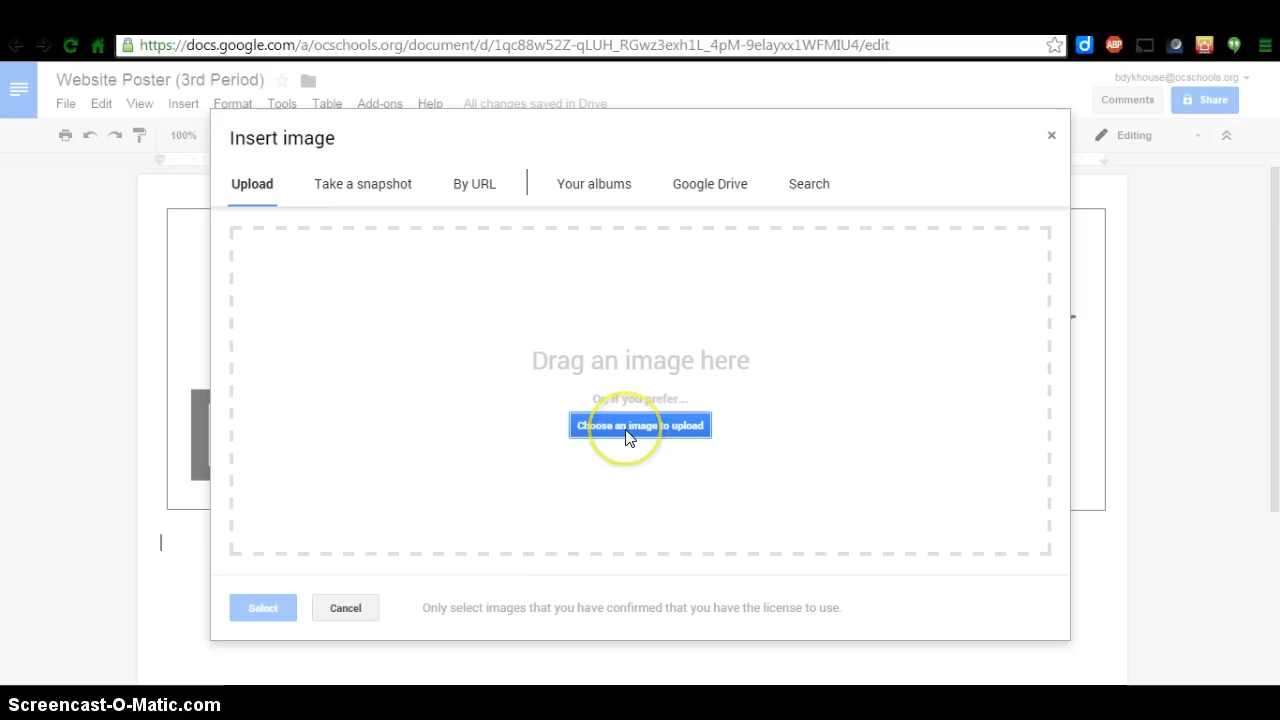 https://docs.google.com/a/ocschools.org/document/d/1qc88w52Z-qLUH_RGwz3exh1L_4pM-9elayxx1WFMIU4/edit
ABP
Website Poster (3rd Period)
bdykhouse@ocschools.org
File Edit View Insert Format Tools Table Add-ons Help All changes saved in Drive
Comments Share
100%
Editing
Insert image
Upload Take a snapshot By URL Your albums Google Drive Search
Drag an image here
Or, if you prefer...
Choose an image to upload
Select Cancel Only select images that you have confirmed that you have the license to use.
Screencast-O-Matic.com